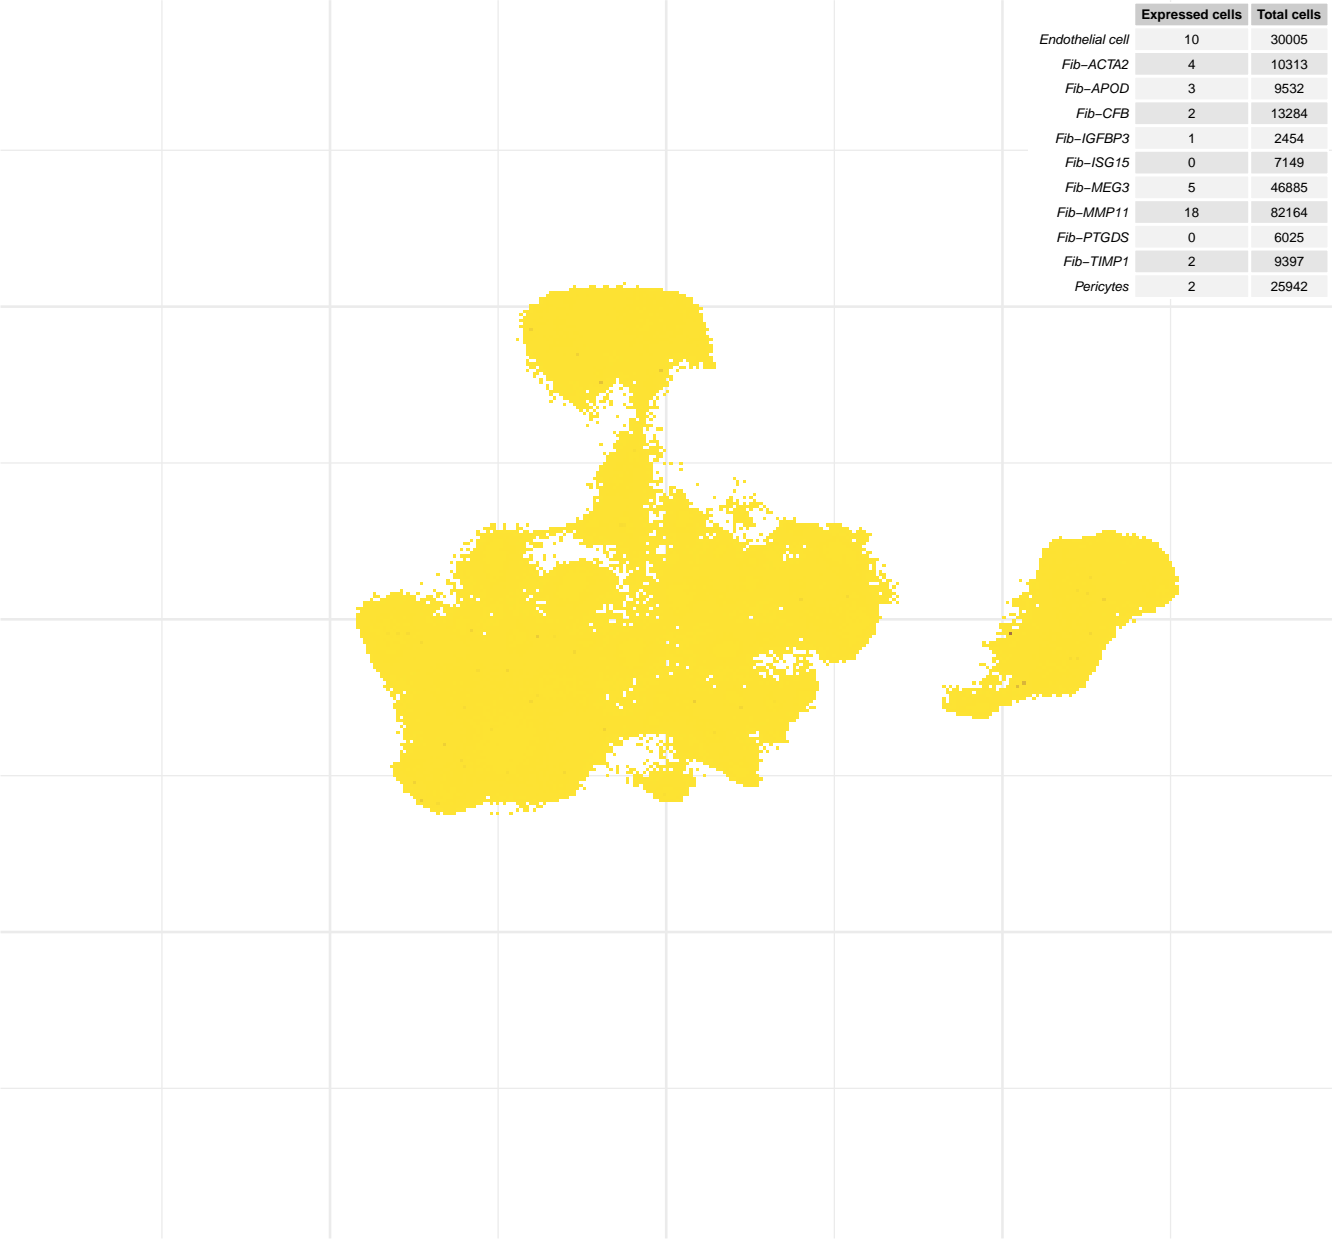 Expressed cells Total cells
Endothelial cell 10 30005
Fib−ACTA2 4 10313
Fib−APOD 3 9532
Fib−CFB 2 13284
Fib−IGFBP3 1 2454
Fib−ISG15 0 7149
Fib−MEG3 5 46885
Fib−MMP11 18 82164
Fib−PTGDS 0 6025
Fib−TIMP1 2 9397
Pericytes 2 25942